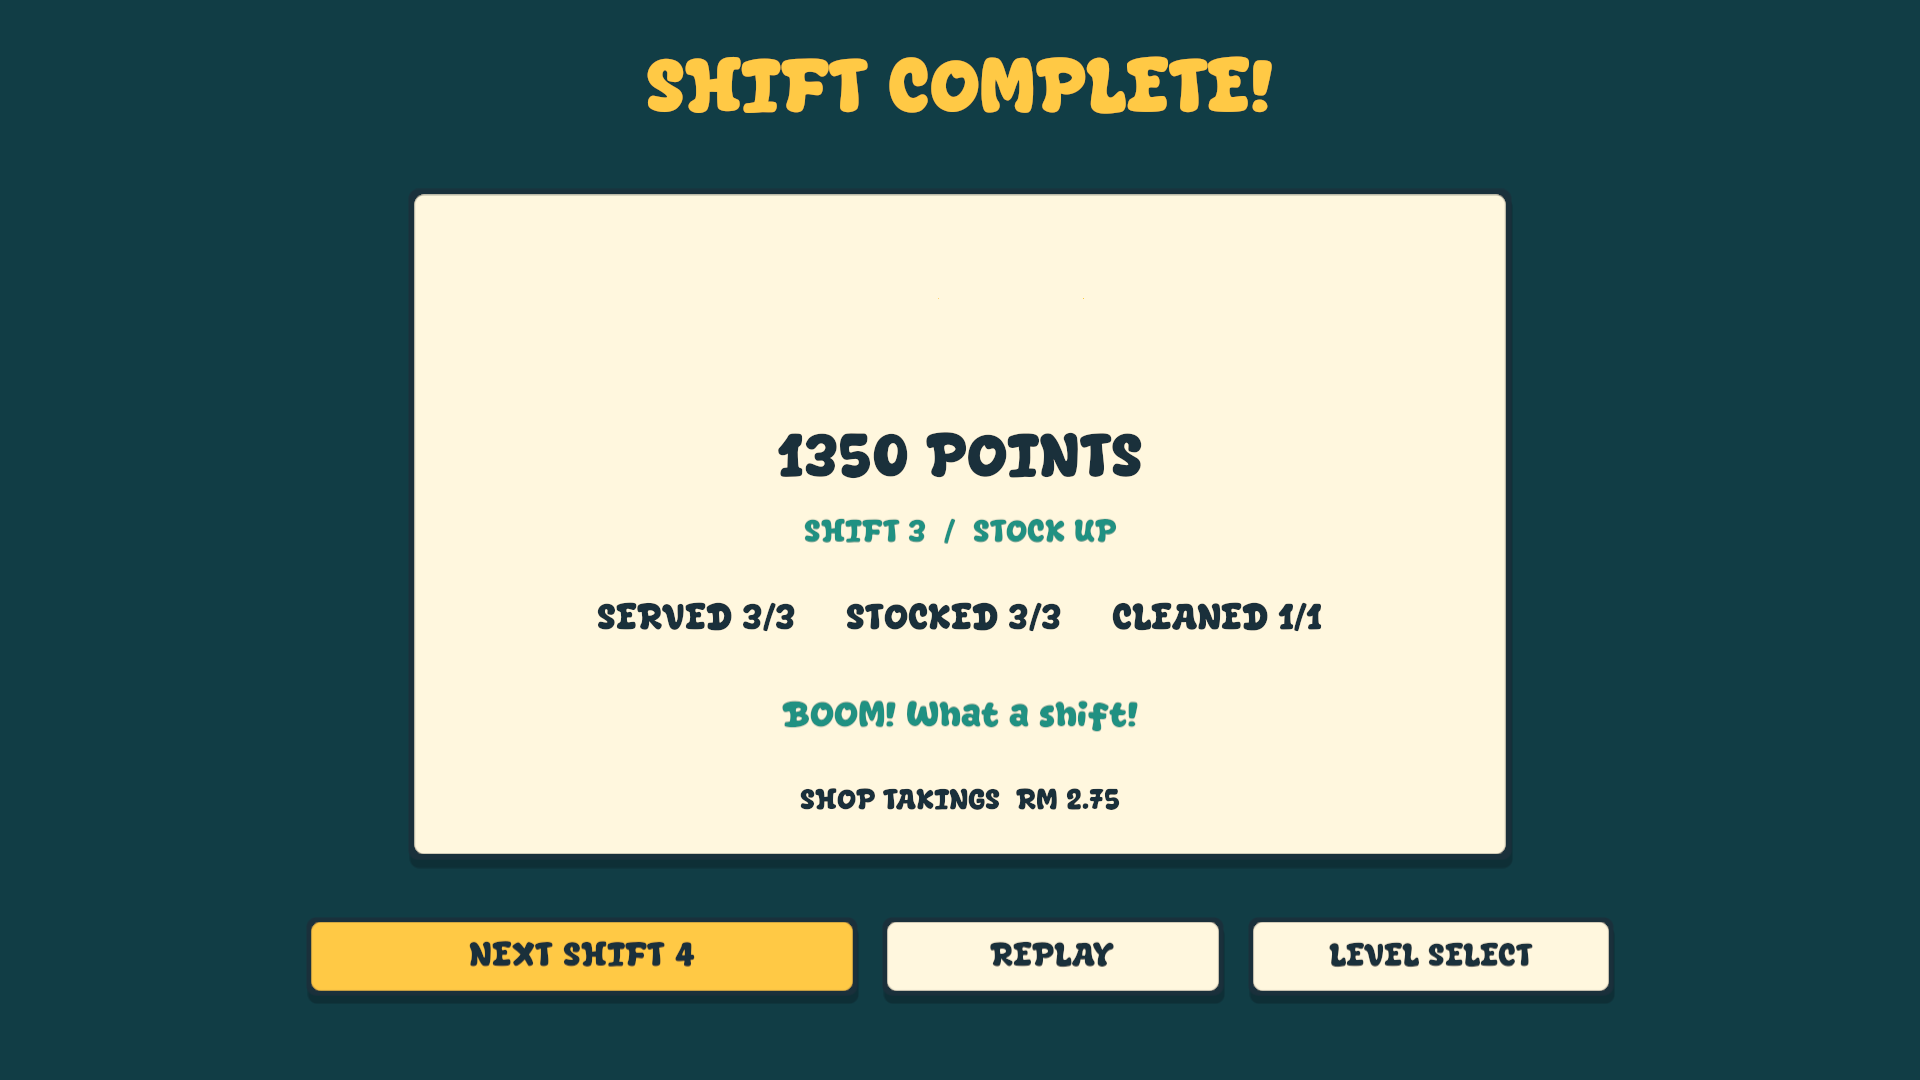 SHIFT COMPLETE!
1350 POINTS
SHIFT 3 / STOCK UP
SERVED 3/3 STOCKED 3/3 CLEANED 1/1
BOOM! What a shift!
SHOP TAKINGS RM 2.75
NEXT SHIFT 4 REPLAY LEVEL SELECT